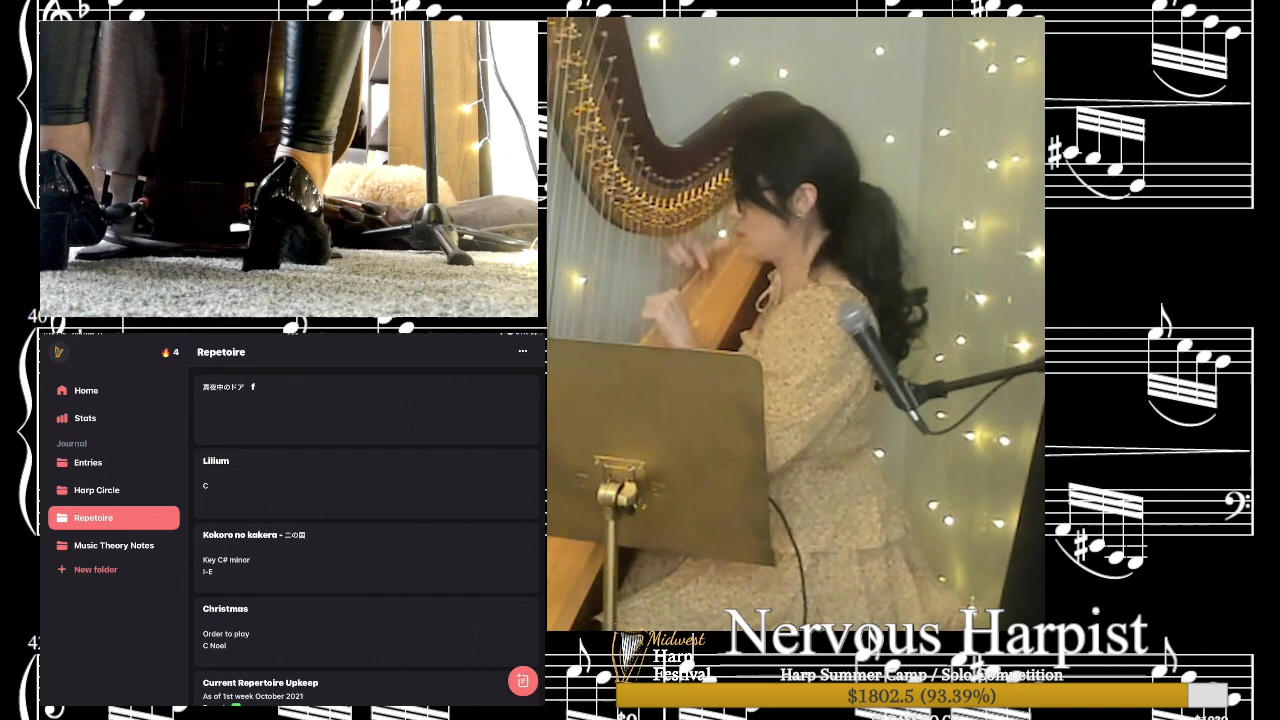 🔥 4
Repetoire
...
Home
Stats
Journal
Entries
Harp Circle
Repetoire
Music Theory Notes
+ New folder
真夜中のドア f
Lilium
C
Kokoro no kakera - 二の国
Key C# minor
I-E
Christmas
Order to play
C Noel
Current Repertoire Upkeep
As of 1st week October 2021
Nervous Harpist
Midwest
Harp
Festival
Harp Summer Camp / Solo Competition
$1802.5 (93.39%)
$0